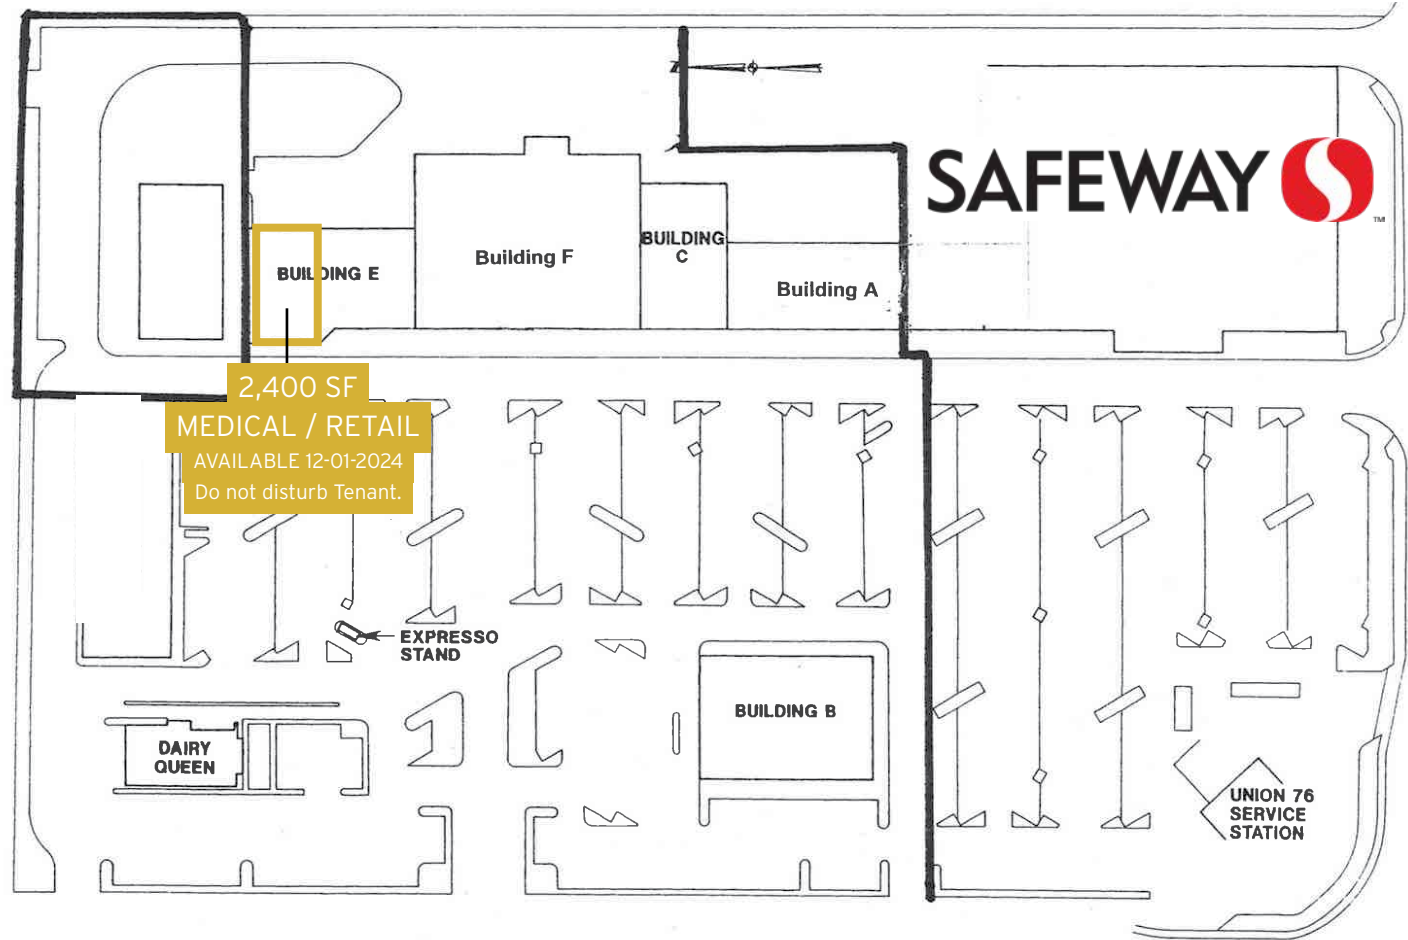 Z
SAFEWAY
TM
BUILDING E
Building F
BUILDING
C
Building A
2,400 SF
MEDICAL / RETAIL
AVAILABLE 12-01-2024
Do not disturb Tenant.
EXPRESSO
STAND
DAIRY
QUEEN
BUILDING B
UNION 76
SERVICE
STATION